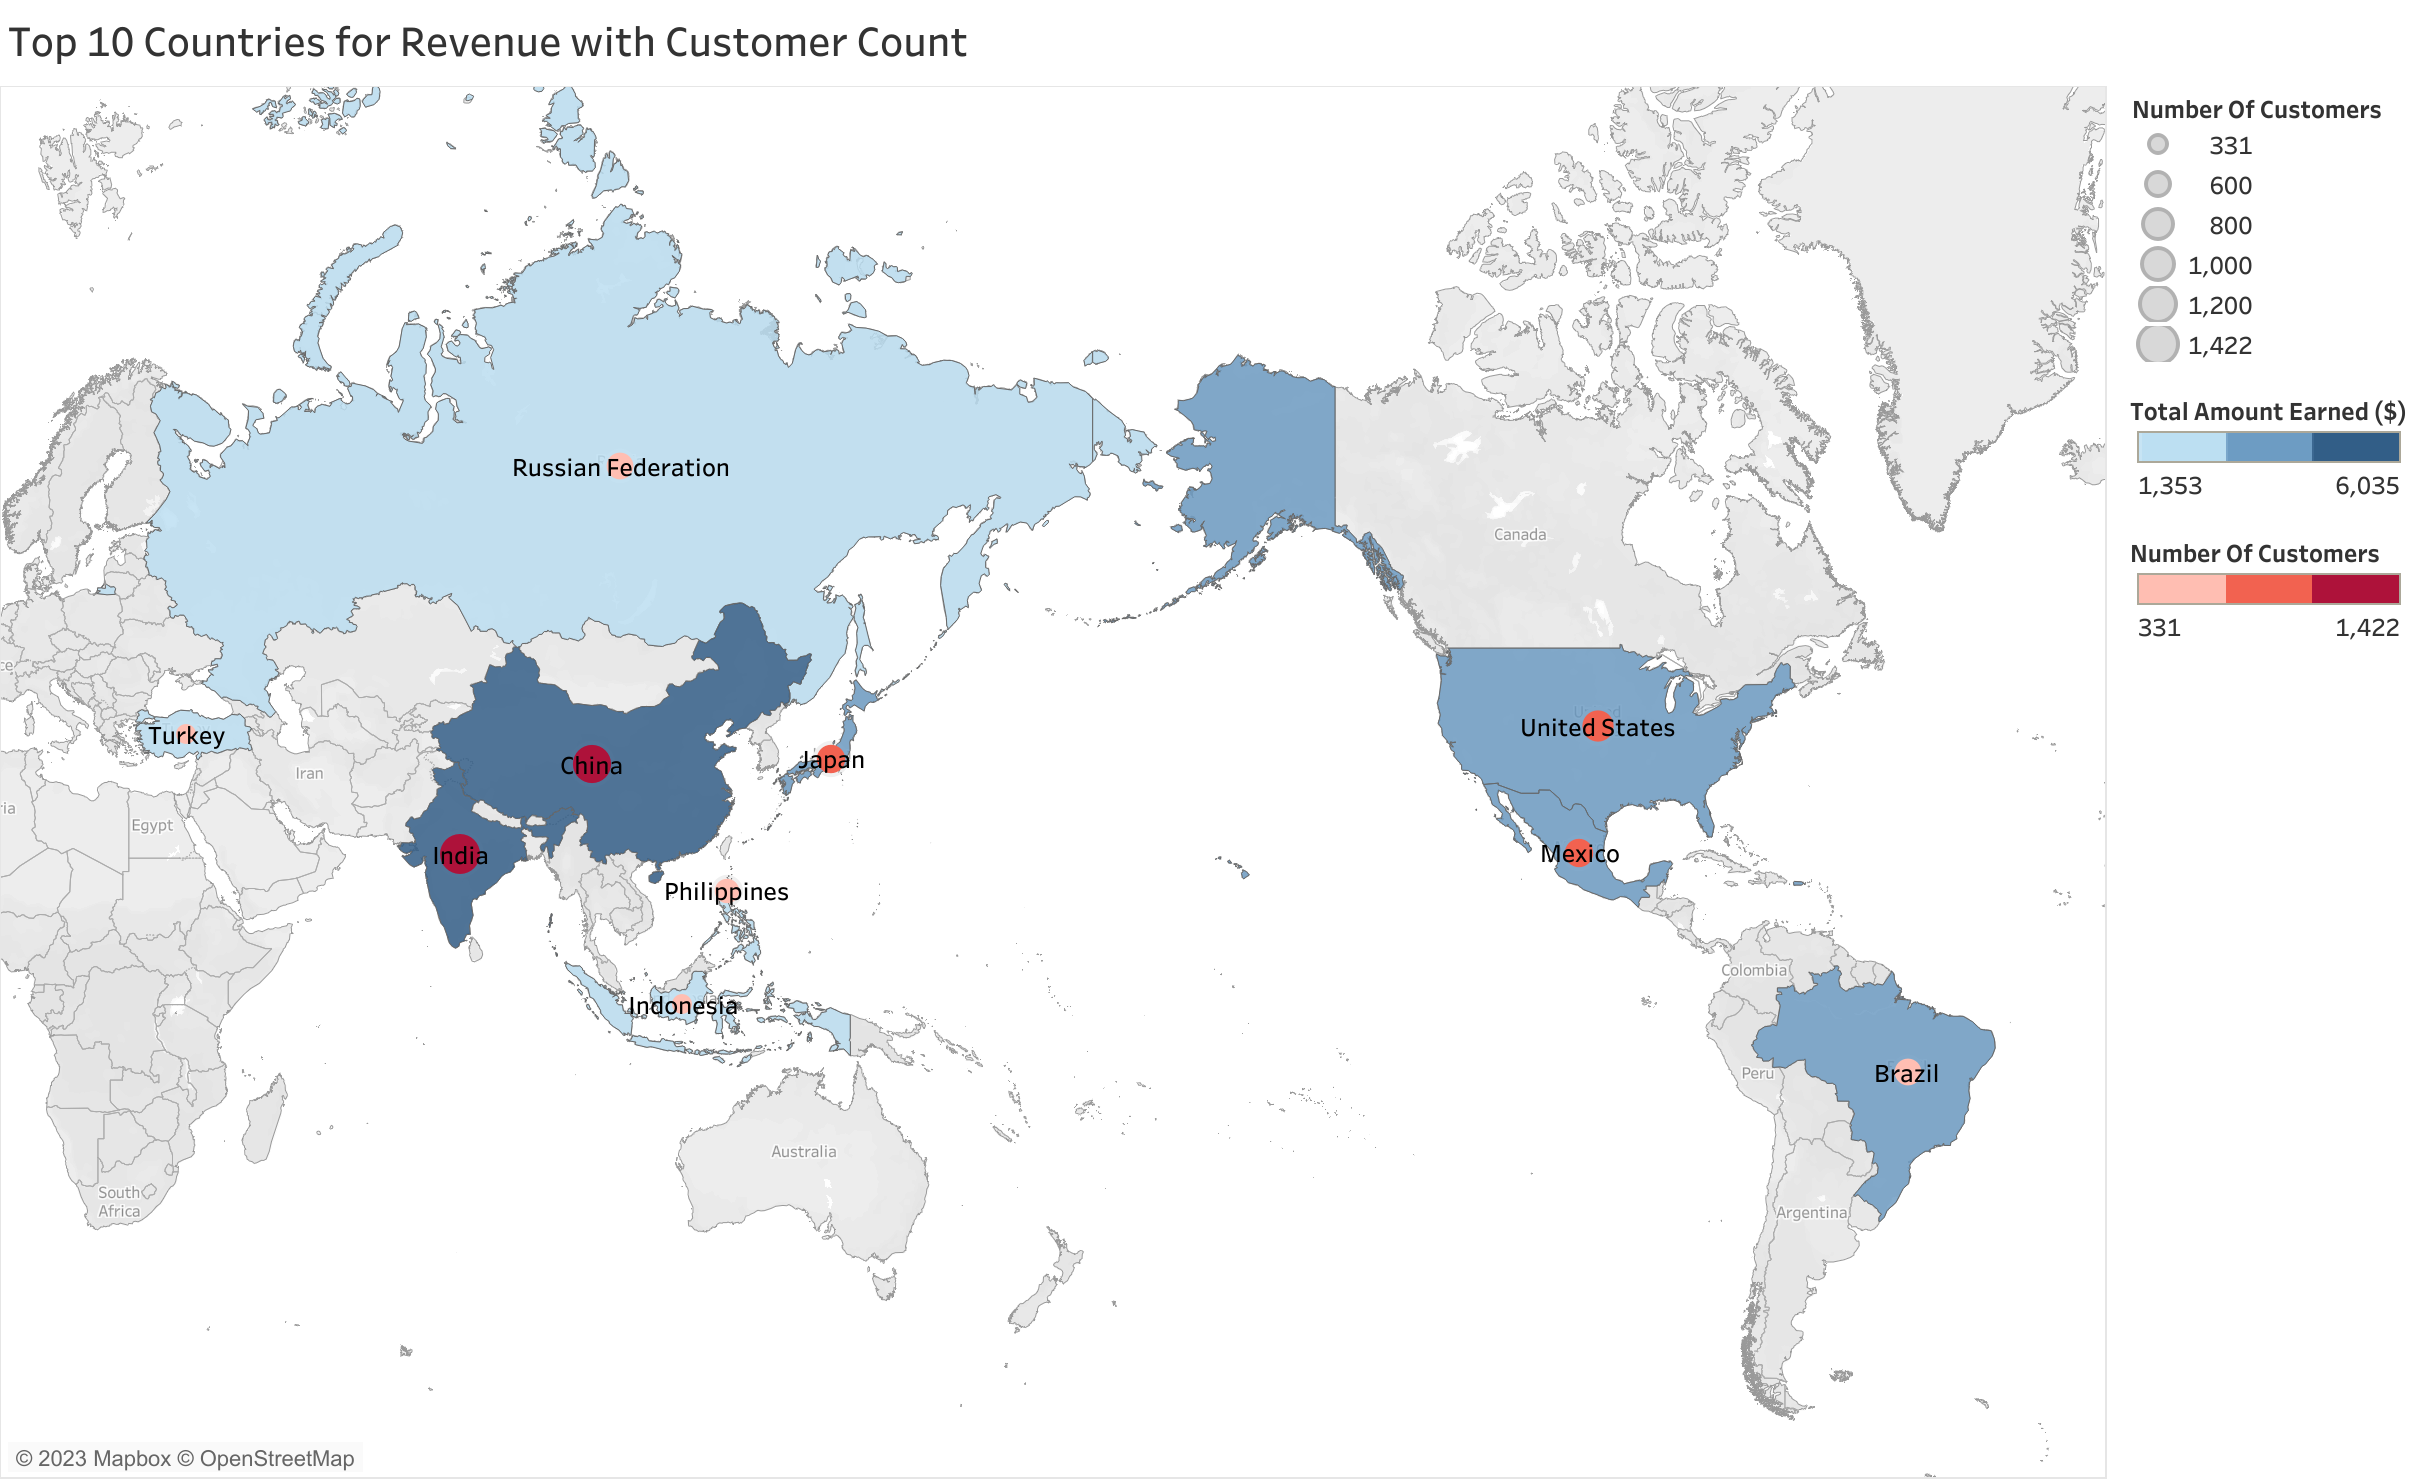 Top 10 Countries for Revenue with Customer Count
Number Of Customers
331
600
800
1,000
1,200
1,422
Total Amount Earned ($)
1,353
6,035
Number Of Customers
331
1,422
Russian Federation
Canada
Turkey
China
Japan
United States
Iran
Egypt
India
Mexico
Philippines
Colombia
Indonesia
Brazil
Peru
Australia
South
Africa
Argentina
© 2023 Mapbox © OpenStreetMap